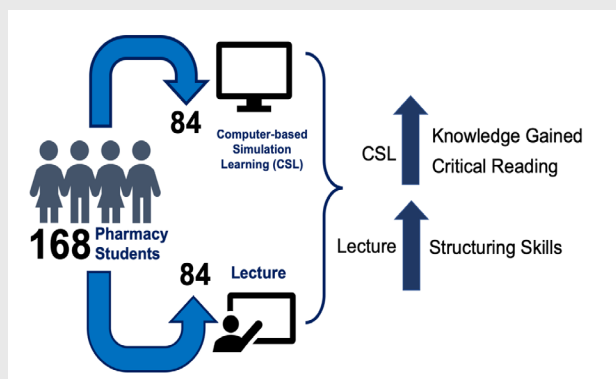 84
Computer-based
Simulation
Learning (CSL)
168 Pharmacy
Students
84 Lecture
CSL
Knowledge Gained
Critical Reading
Lecture
Structuring Skills